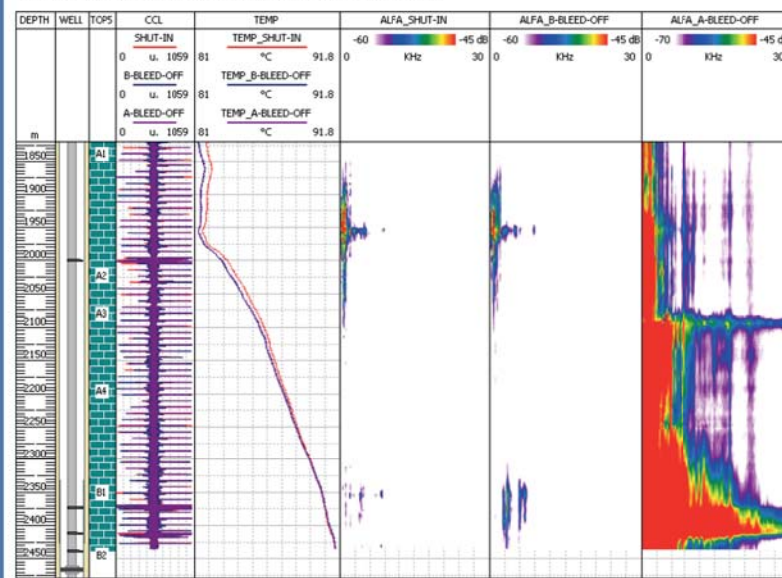 DEPTH WELL TOPS CCL TEMP ALFA_SHUT-IN ALFA_B-BLEED-OFF ALFA_A-BLEED-OFF
SHUT-IN TEMP_SHUT-IN -60 -45 dB -60 -45 dB -70 -45 dB
0 u. 1059 81 °C 91.8 0 KHz 30 0 KHz 30 0 KHz 30
B-BLEED-OFF TEMP_B-BLEED-OFF
0 u. 1059 81 °C 91.8
A-BLEED-OFF TEMP_A-BLEED-OFF
m 0 u. 1059 81 °C 91.8
A1
1850
1900
1950
2000
A2
2050
A3
2100
2150
A4
2200
2250
2300
B1
2350
2400
2450
B2